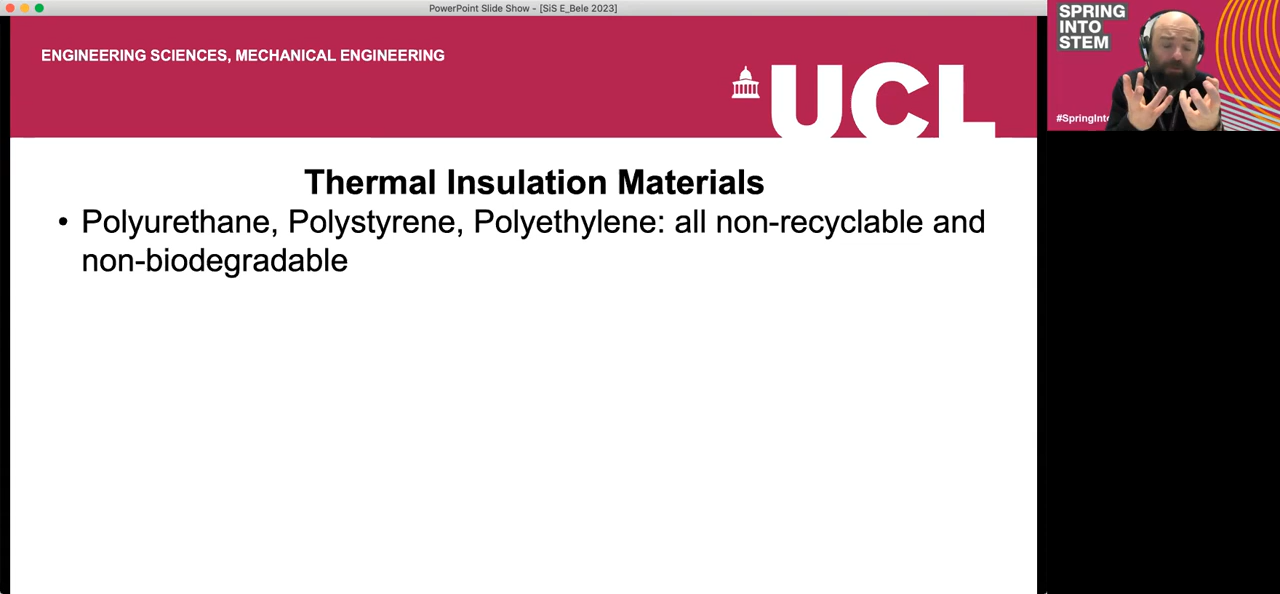 PowerPoint Slide Show - [SiS E_Bele 2023]
ENGINEERING SCIENCES, MECHANICAL ENGINEERING
UCL
SPRING
INTO
STEM
Thermal Insulation Materials
• Polyurethane, Polystyrene, Polyethylene: all non-recyclable and
non-biodegradable